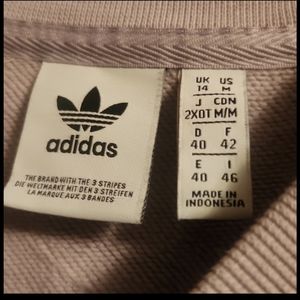 adidas
THE BRAND WITH THE 3 STRIPES
DIE WELTMARKE MIT DEN 3 STREIFEN
LA MARQUE AUX 3 BANDES
UK US
14 M
J CDN
2XOT M/M
D F
40 42
E I
40 46
MADE IN
INDONESIA